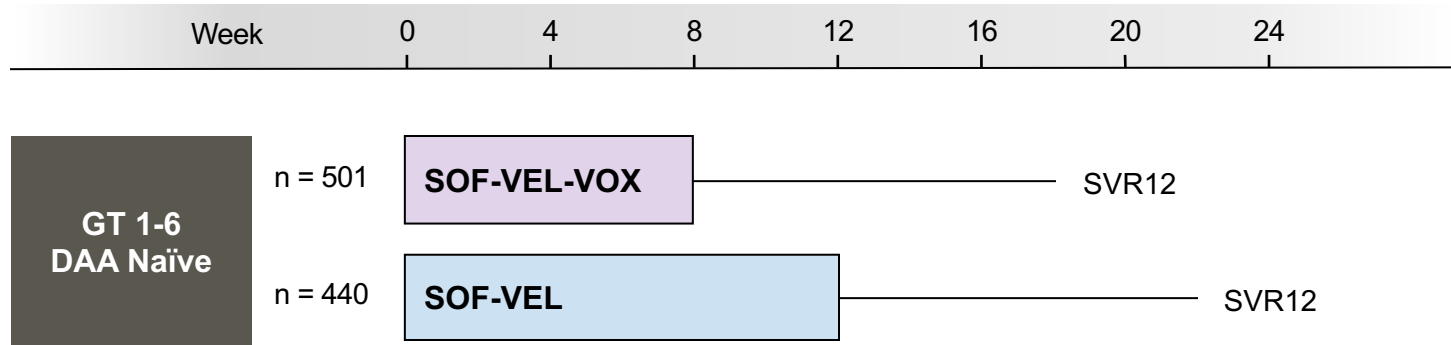 Week 0 4 8 12 16 20 24
n = 501 SOF-VEL-VOX SVR12
GT 1-6
DAA Naïve
n = 440 SOF-VEL SVR12